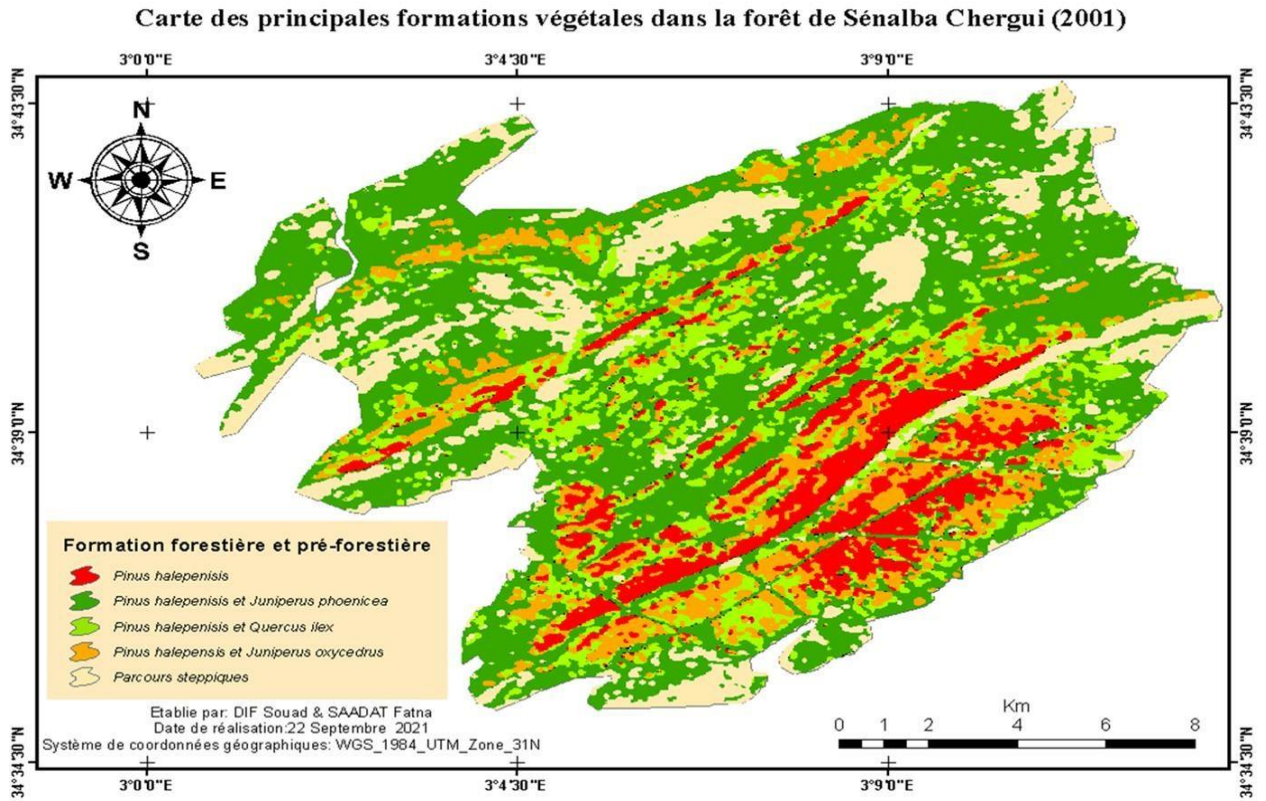 Carte des principales formations végétales dans la forêt de Sénalba Chergui (2001)
3°0'0"E 3°4'30"E 3°9'0"E
34°43'30"N 34°43'30"N
N
W E
S
34°39'0"N 34°39'0"N
Formation forestière et pré-forestière
Pinus halepenisis
Pinus halepenisis et Juniperus phoenicea
Pinus halepenisis et Quercus ilex
Pinus halepensis et Juniperus oxycedrus
Parcours steppiques
Etablie par: DIF Souad & SAADAT Fatna
Date de réalisation:22 Septembre 2021
Système de coordonnées géographiques: WGS_1984_UTM_Zone_31N
Km
0 1 2 4 6 8
34°34'30"N 34°34'30"N
3°0'0"E 3°4'30"E 3°9'0"E